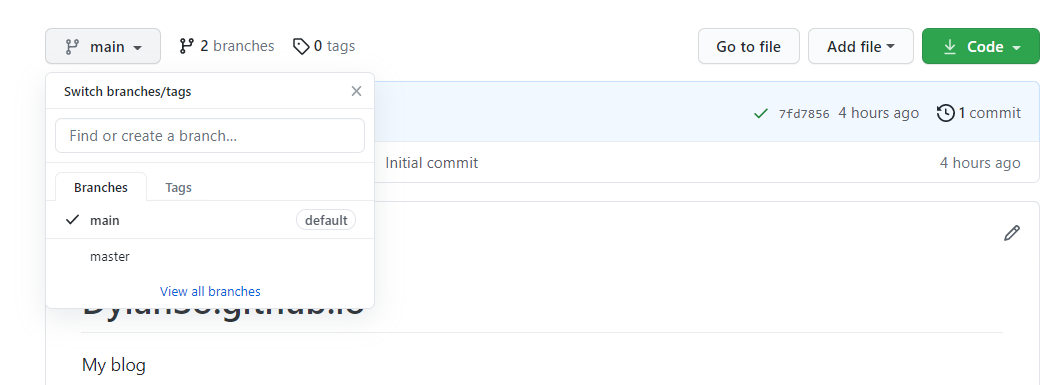 main 2 branches 0 tags Go to file Add file Code
Switch branches/tags
Find or create a branch...
7fd7856 4 hours ago 1 commit
Initial commit 4 hours ago
Branches Tags
main default
master
View all branches
My blog